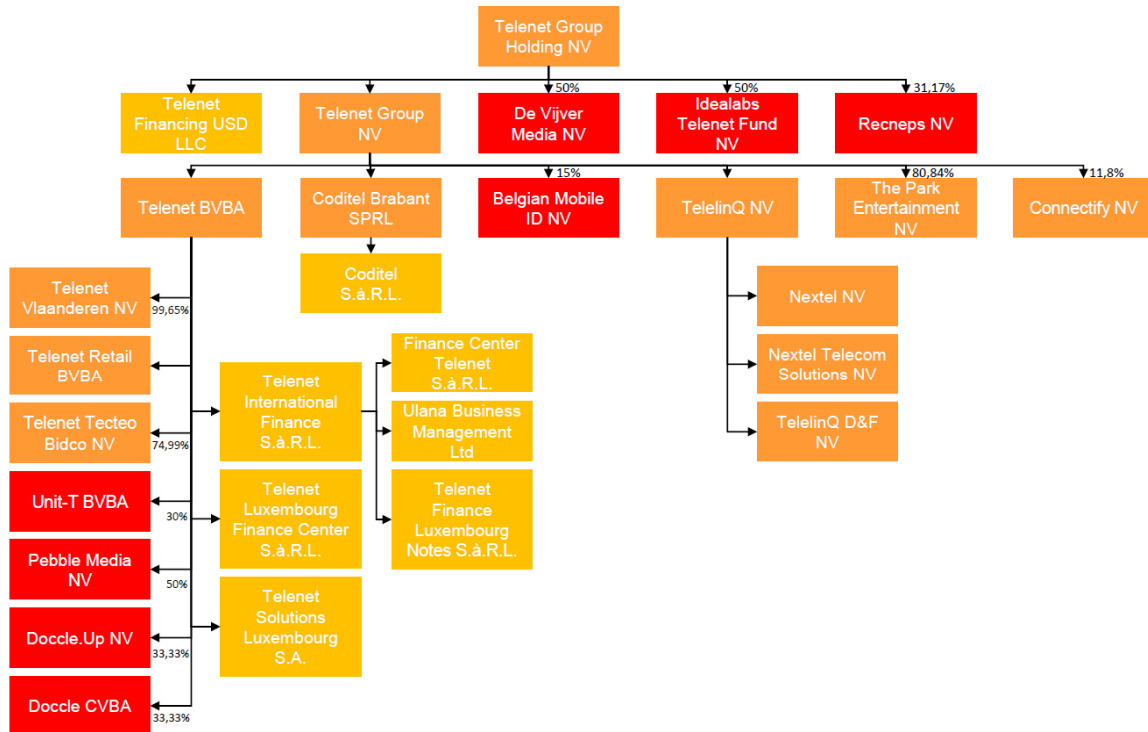 Telenet Group
Holding NV
50%
50%
31,17%
Telenet
Financing USD
LLC
Telenet Group
NV
De Vijver
Media NV
Idealabs
Telenet Fund
NV
Recneps NV
15%
80,84%
11,8%
Telenet BVBA
Coditel Brabant
SPRL
Belgian Mobile
ID NV
TelelinQ NV
The Park
Entertainment
NV
Connectify NV
Coditel
S.à.R.L.
Telenet
Vlaanderen NV
99,65%
Nextel NV
Telenet Retail
BVBA
Telenet
International
Finance
S.à.R.L.
Finance Center
Telenet
S.à.R.L.
Nextel Telecom
Solutions NV
Telenet Tecteo
Bidco NV
74,99%
Ulana Business
Management
Ltd
TelelinQ D&F
NV
Unit-T BVBA
30%
Telenet
Luxembourg
Finance Center
S.à.R.L.
Telenet
Finance
Luxembourg
Notes S.à.R.L.
Pebble Media
NV
50%
Telenet
Solutions
Luxembourg
S.A.
Doccle.Up NV
33,33%
Doccle CVBA
33,33%